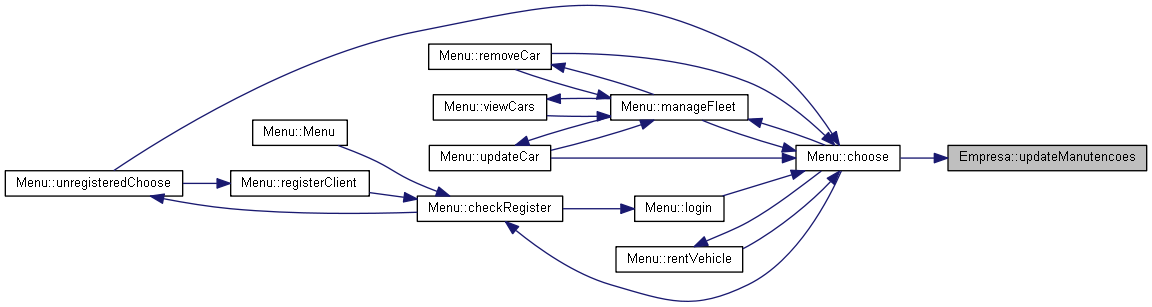 Menu::removeCar
Menu::viewCars
Menu::manageFleet
Menu::Menu
Menu::updateCar
Menu::choose
Empresa::updateManutencoes
Menu::unregisteredChoose
Menu::registerClient
Menu::checkRegister
Menu::login
Menu::rentVehicle